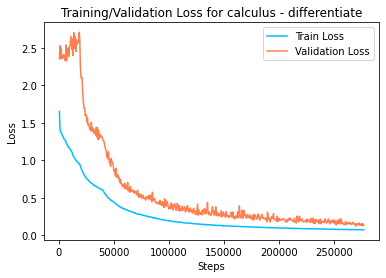 Training/Validation Loss for calculus - differentiate
Train Loss
Validation Loss
Loss
2.5
2.0
1.5
1.0
0.5
0.0
0
50000
100000
150000
200000
250000
Steps